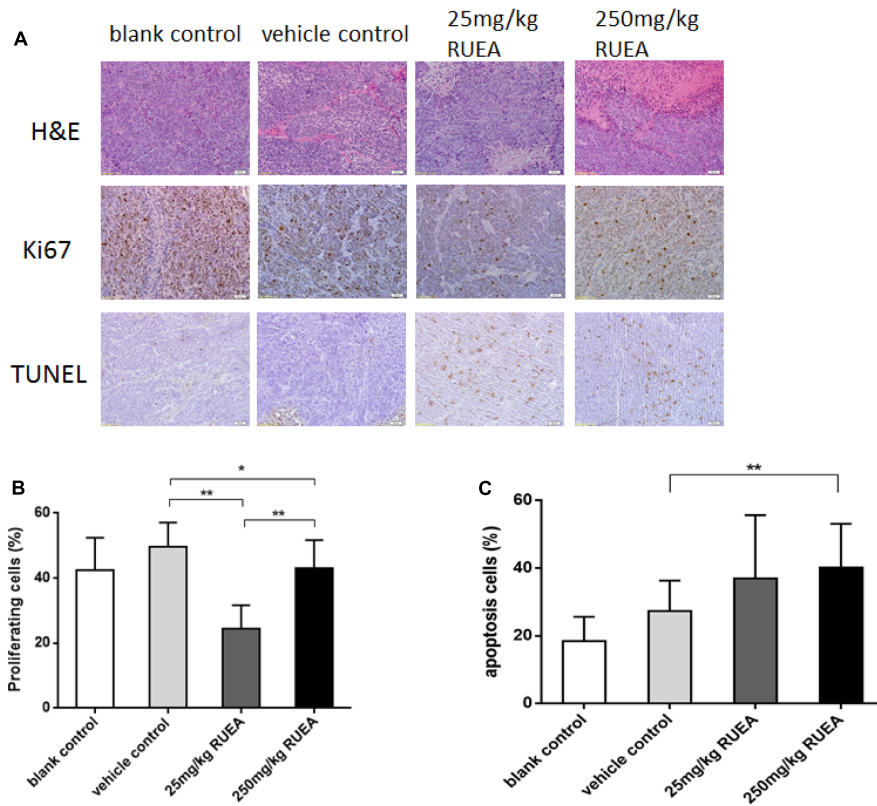 A
blank control
vehicle control
25mg/kg
RUEA
250mg/kg
RUEA
H&E
Ki67
TUNEL
B
*
**
**
60
40
20
0
Proliferating cells (%)
blank control
vehicle control
25mg/kg RUEA
250mg/kg RUEA
C
**
60
40
20
0
apoptosis cells (%)
blank control
vehicle control
25mg/kg RUEA
250mg/kg RUEA